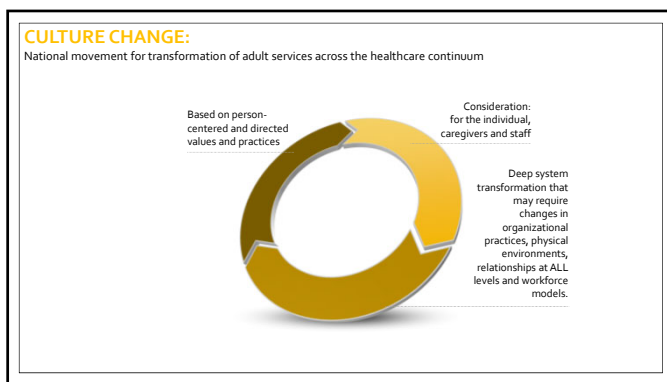 CULTURE CHANGE:
National movement for transformation of adult services across the healthcare continuum
Based on person-
centered and directed
values and practices
Consideration:
for the individual,
caregivers and staff
Deep system
transformation that
may require
changes in
organizational
practices, physical
environments,
relationships at ALL
levels and workforce
models.